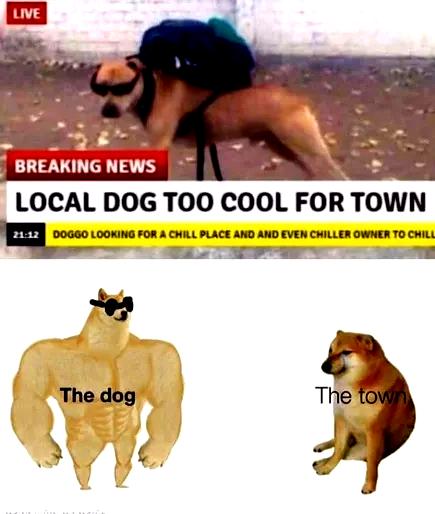 LIVE
BREAKING NEWS
LOCAL DOG TOO COOL FOR TOWN
21:12 DOGGO LOOKING FOR A CHILL PLACE AND AND EVEN CHILLER OWNER TO CHILL
The dog
The town